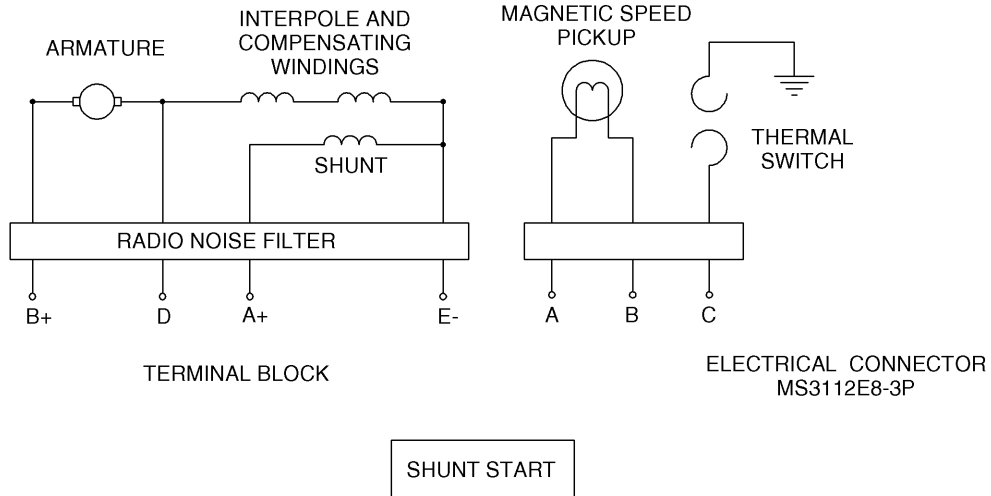 ARMATURE
INTERPOLE AND
COMPENSATING
WINDINGS
MAGNETIC SPEED
PICKUP
THERMAL
SWITCH
SHUNT
RADIO NOISE FILTER
B+
D
A+
E-
A
B
C
TERMINAL BLOCK
ELECTRICAL CONNECTOR
MS3112E8-3P
SHUNT START